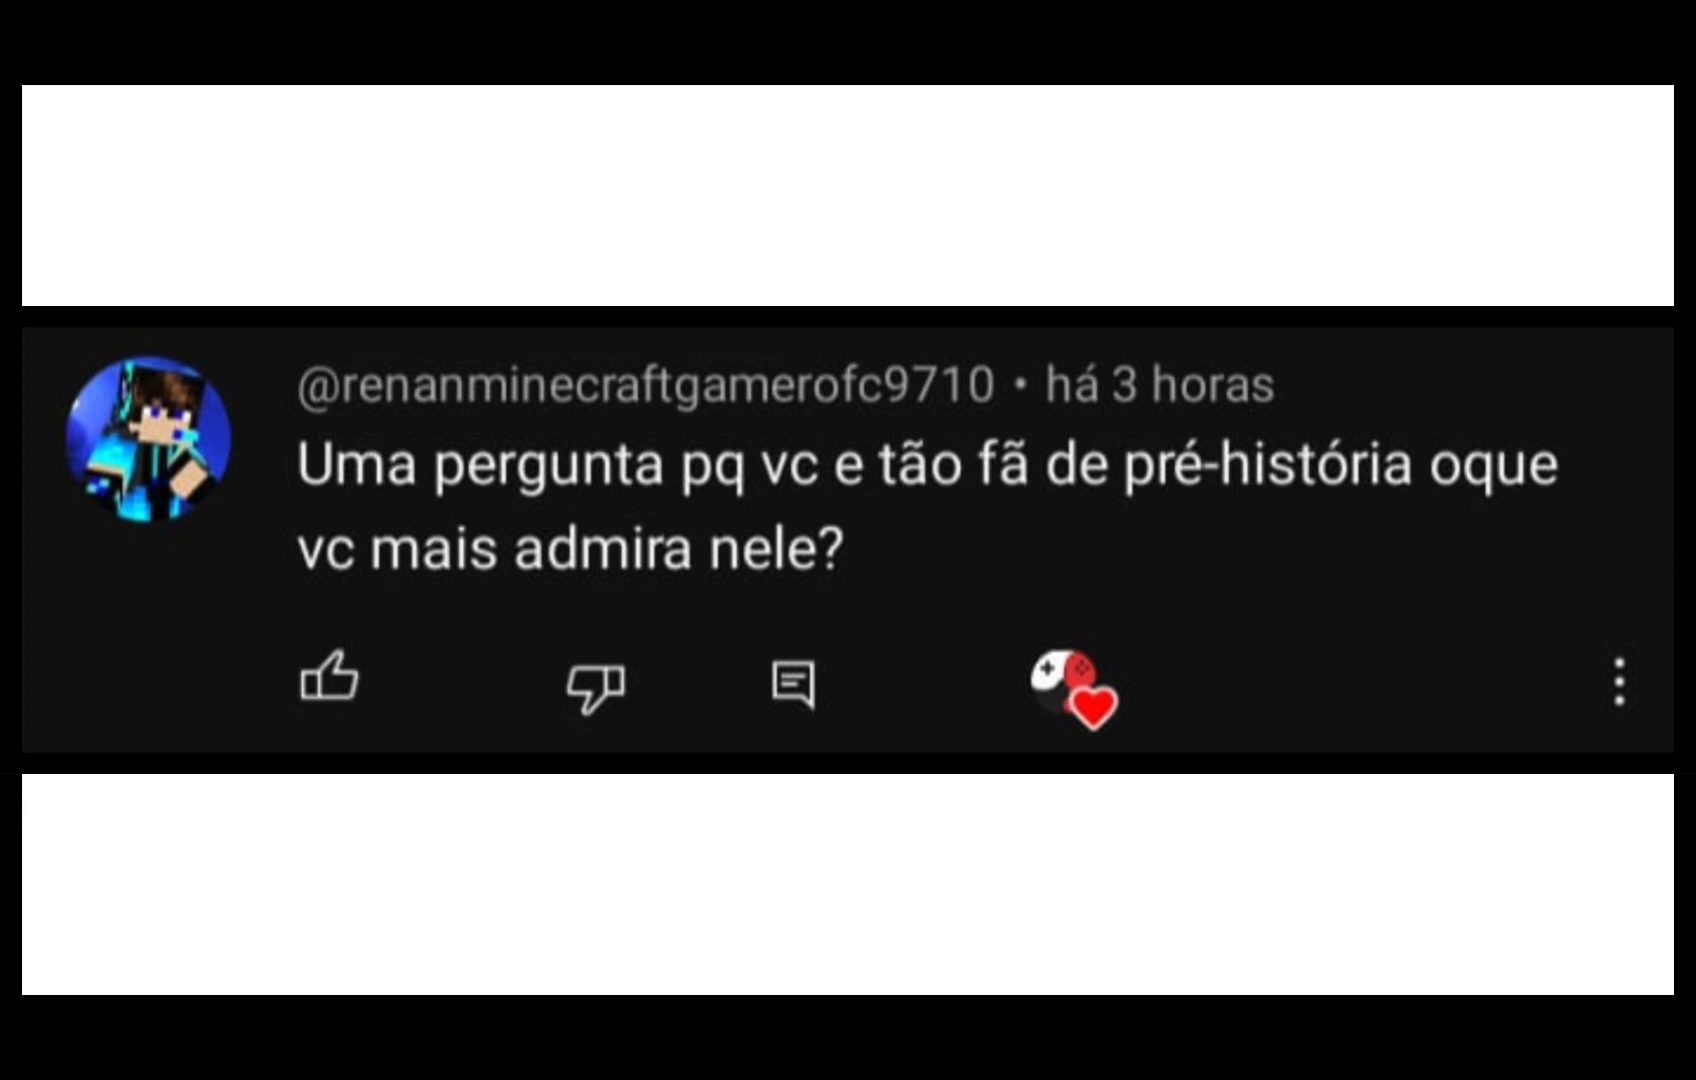 @renanminecraftgamerofc9710 • há 3 horas
Uma pergunta pq vc e tão fã de pré-história oque
vc mais admira nele?